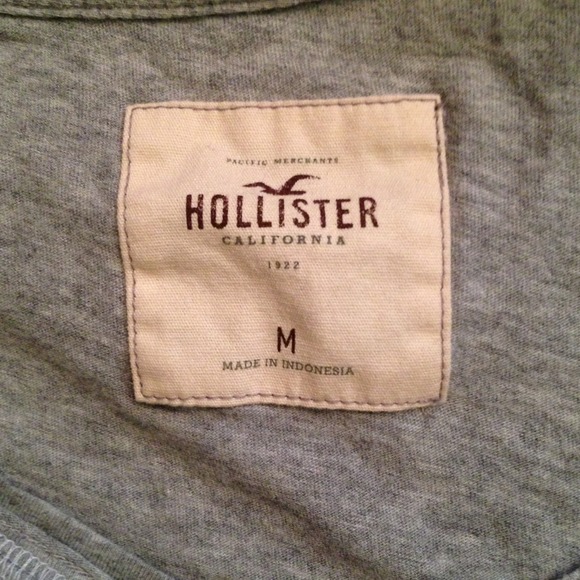 PACIFIC MERCHANTS
HOLLISTER
CALIFORNIA
1922
M
MADE IN INDONESIA